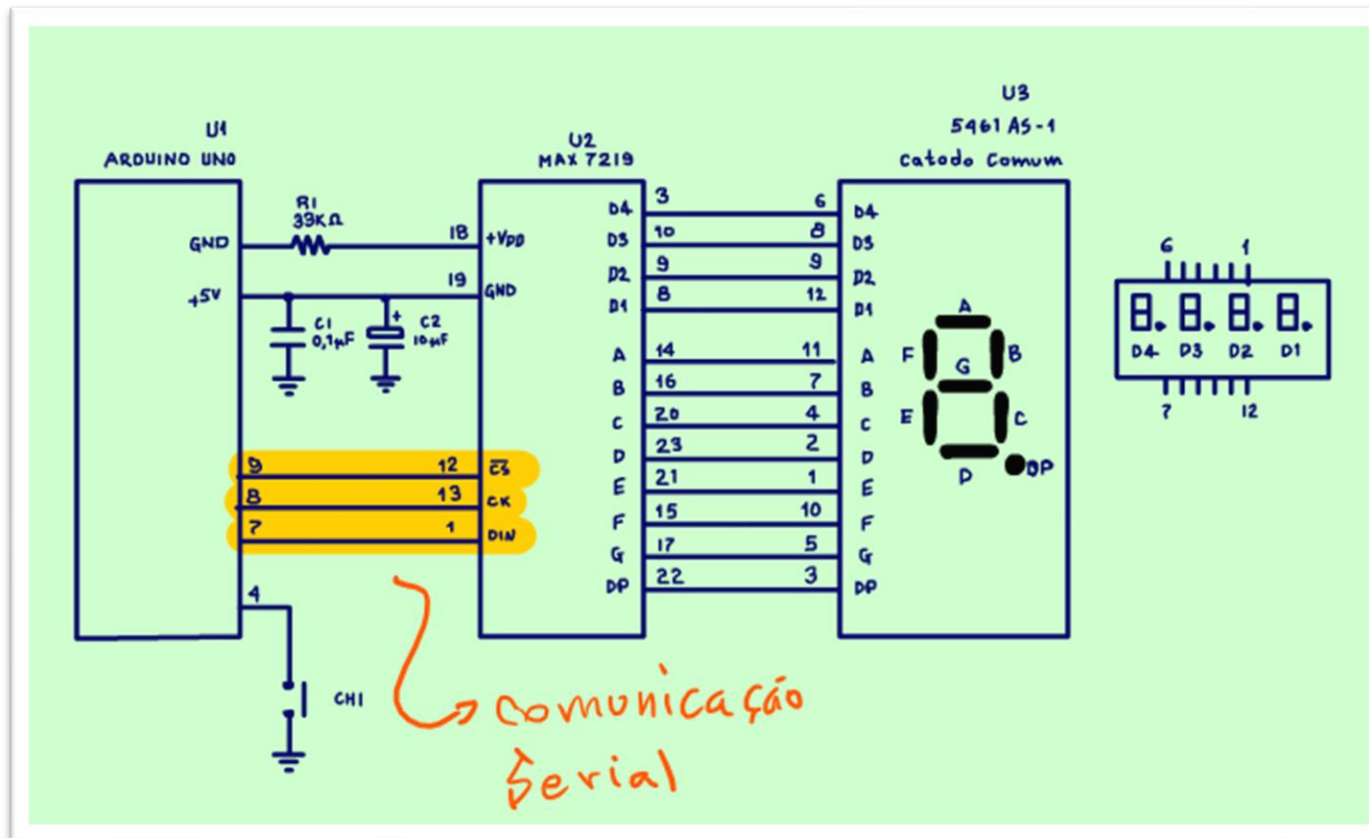 U1
ARDUINO UNO
GND
+5V
R1
33KΩ
C1
0,1µF
+
C2
10µF
18
19
9 12
8 13
7 1
4
CH1
U2
MAX 7219
+VDD
GND
CS
CK
DIN
D4
D3
D2
D1
A
B
C
D
E
F
G
DP
3 6
10 8
9 9
8 12
14 11
16 7
20 4
23 2
21 1
15 10
17 5
22 3
U3
5461 AS-1
Catodo Comum
D4
D3
D2
D1
A
B
C
D
E
F
G
DP
A
F B
G
E C
D DP
6 1
D4 D3 D2 D1
7 12
comunicação
Serial